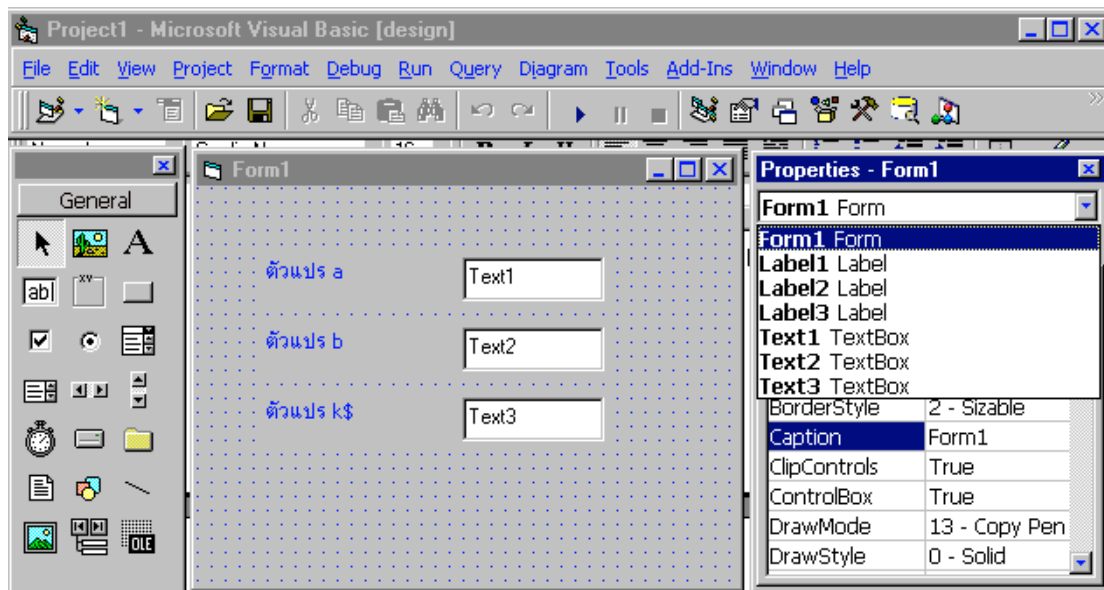 Project1 - Microsoft Visual Basic [design]
File Edit View Project Format Debug Run Query Diagram Tools Add-Ins Window Help
Form1
Properties - Form1
General
Form1 Form
A
Form1 Form
Label1 Label
Label2 Label
Label3 Label
Text1 TextBox
Text2 TextBox
Text3 TextBox
ab|
XY
ตัวแปร a
Text1
ตัวแปร b
Text2
ตัวแปร k$
Text3
BorderStyle 2 - Sizable
Caption Form1
ClipControls True
ControlBox True
DrawMode 13 - Copy Pen
DrawStyle 0 - Solid
OLE